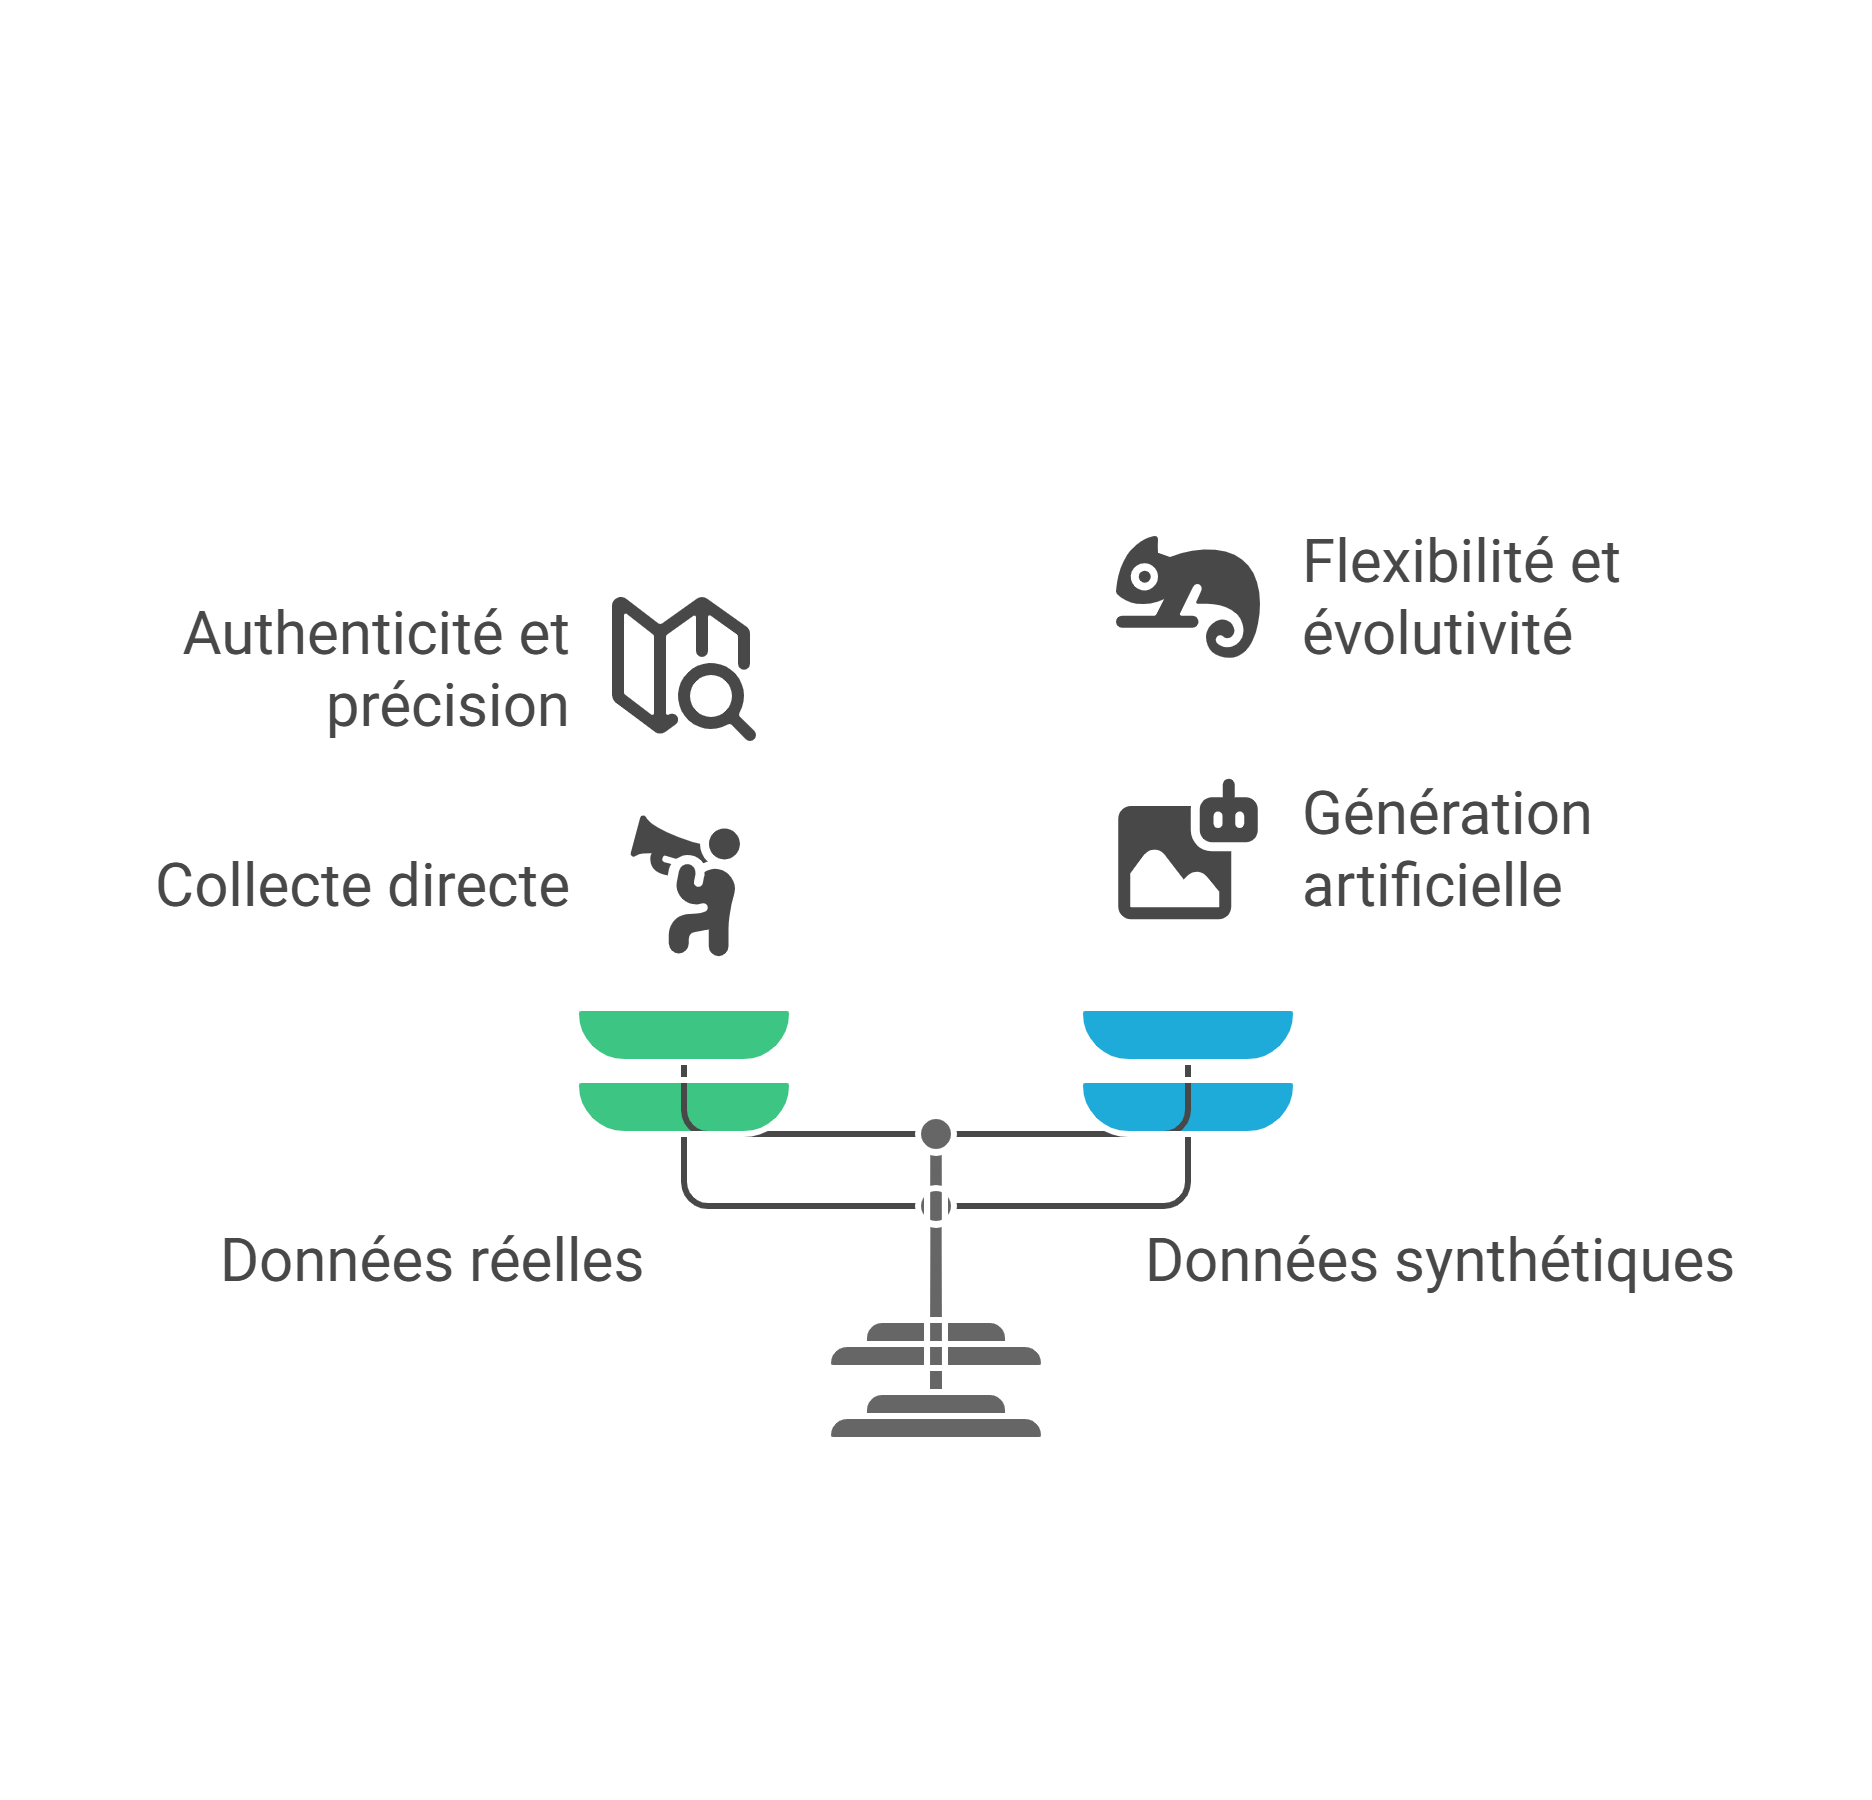 Authenticité et
précision
Collecte directe
Données réelles
Flexibilité et
évolutivité
Génération
artificielle
Données synthétiques